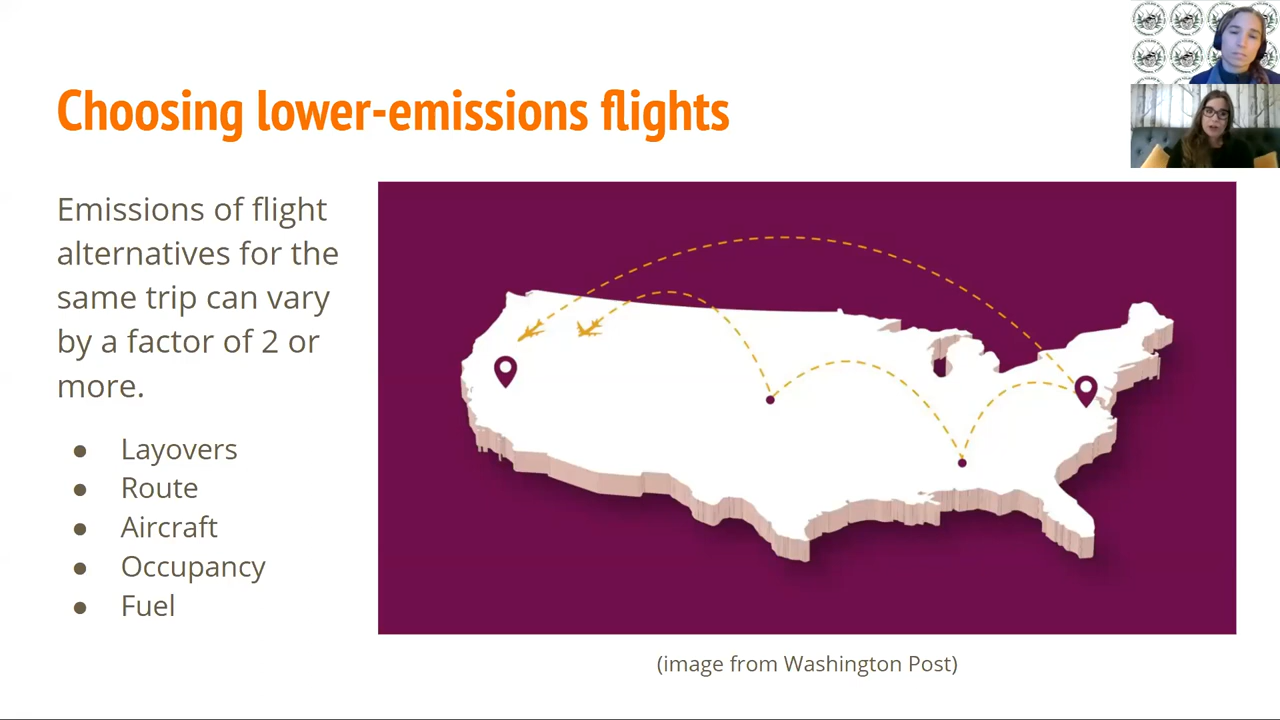 Choosing lower-emissions flights
Emissions of flight
alternatives for the
same trip can vary
by a factor of 2 or
more.
● Layovers
● Route
● Aircraft
● Occupancy
● Fuel
(image from Washington Post)